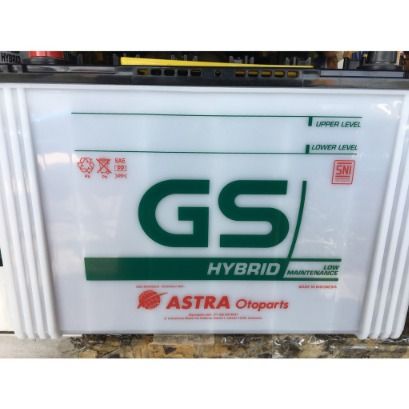 UPPER LEVEL
LOWER LEVEL
SNI
GS
HYBRID
LOW
MAINTENANCE
MADE IN INDONESIA
ASTRA Otoparts